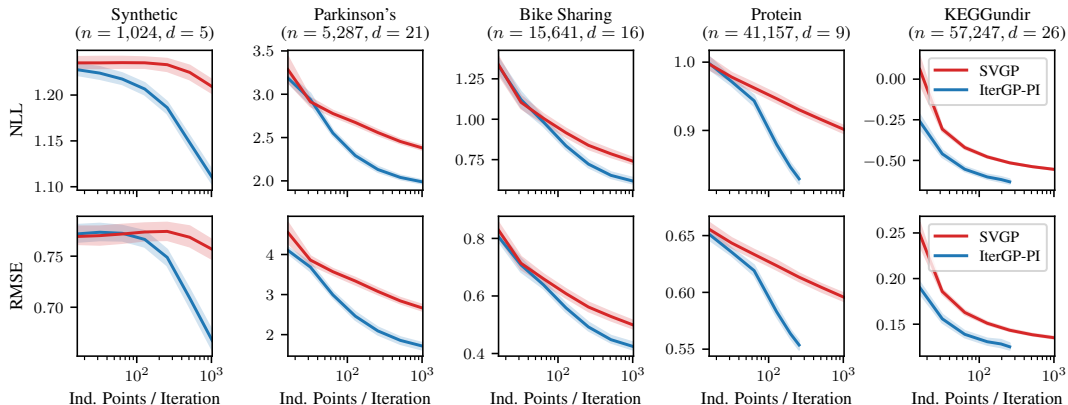 Synthetic
(n = 1,024, d = 5)
Parkinson's
(n = 5,287, d = 21)
Bike Sharing
(n = 15,641, d = 16)
Protein
(n = 41,157, d = 9)
KEGGundir
(n = 57,247, d = 26)
NLL
1.20
1.15
1.10
3.5
3.0
2.5
2.0
1.25
1.00
0.75
1.0
0.9
0.00
−0.25
−0.50
SVGP
IterGP-PI
RMSE
0.75
0.70
4
3
2
0.8
0.6
0.4
0.65
0.60
0.55
0.25
0.20
0.15
SVGP
IterGP-PI
10² 10³
10² 10³
10² 10³
10² 10³
10² 10³
Ind. Points / Iteration
Ind. Points / Iteration
Ind. Points / Iteration
Ind. Points / Iteration
Ind. Points / Iteration